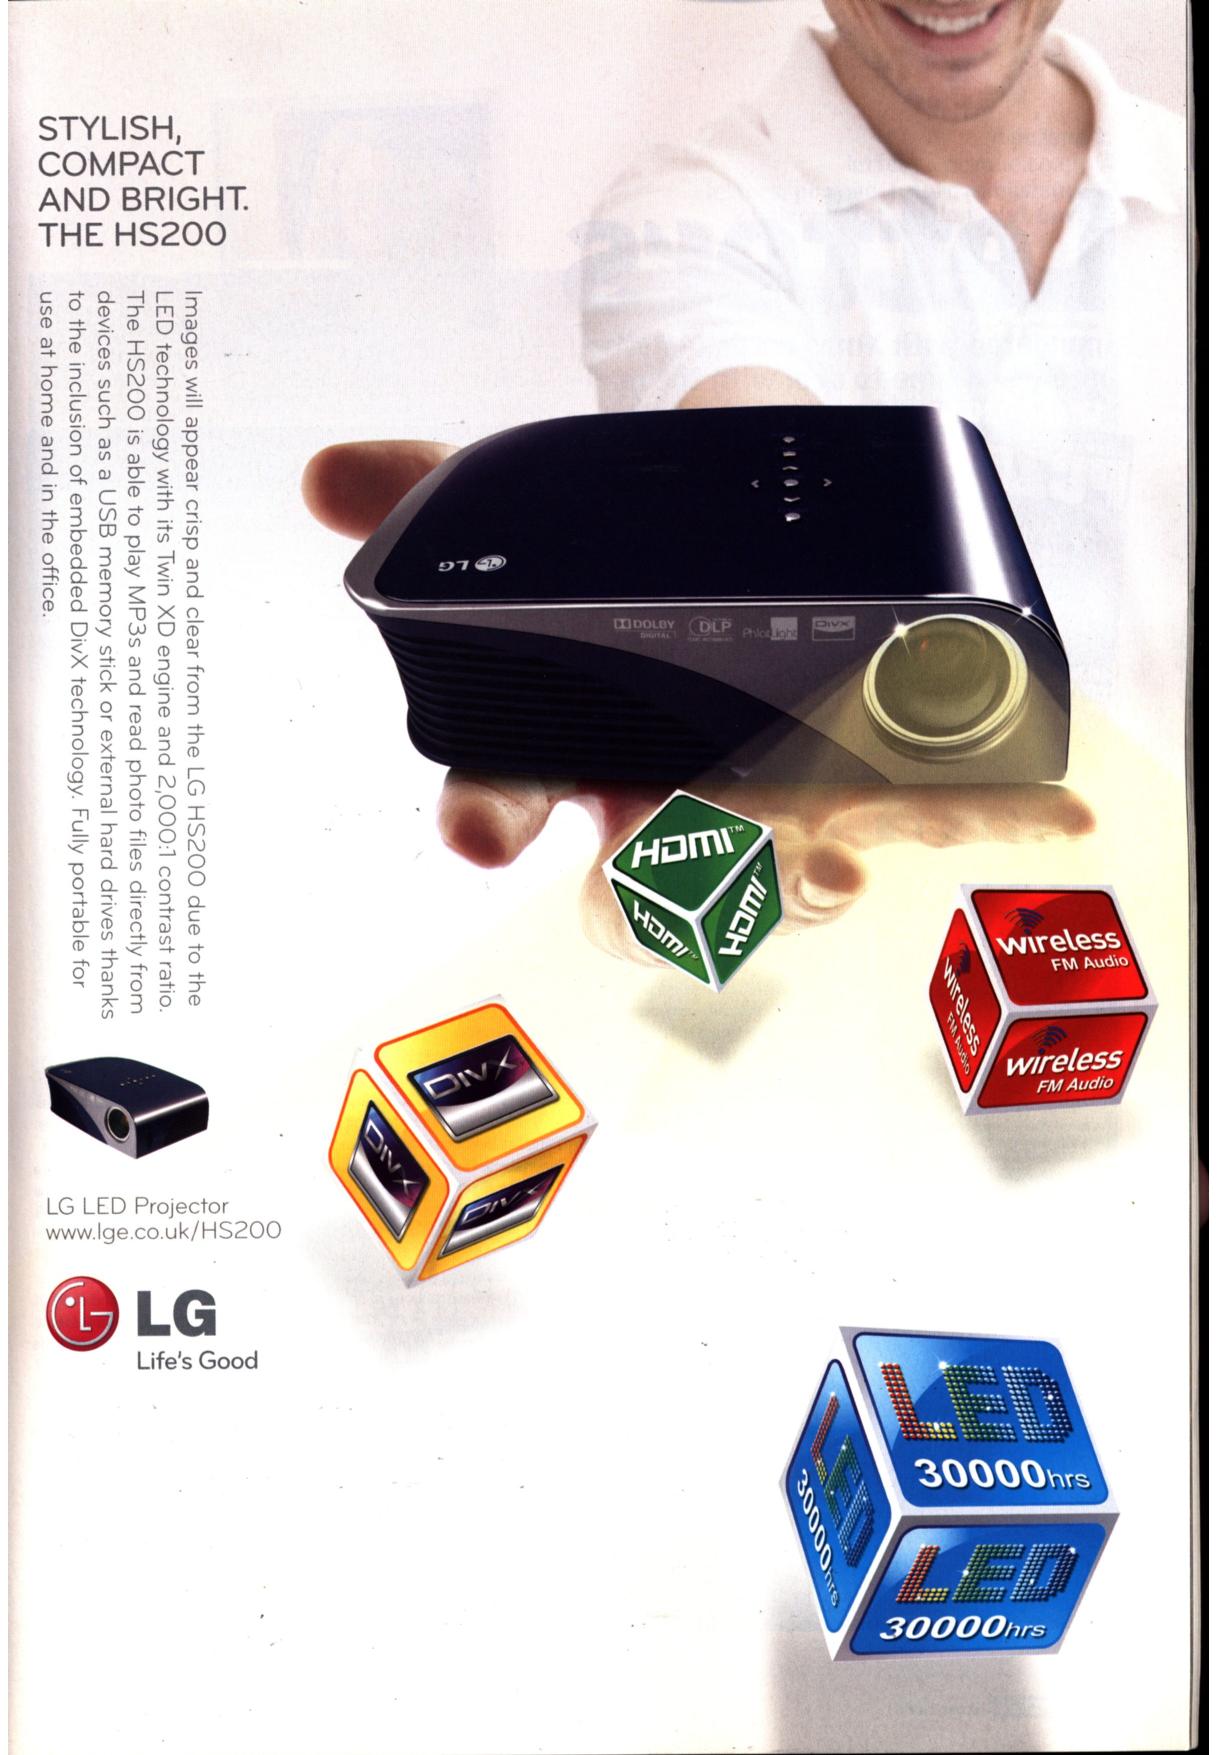 STYLISH,
COMPACT
AND BRIGHT.
THE HS200
Images will appear crisp and clear from the LG HS200 due to the
LED technology with its Twin XD engine and 2,000:1 contrast ratio.
The HS200 is able to play MP3s and read photo files directly from
devices such as a USB memory stick or external hard drives thanks
to the inclusion of embedded DivX technology. Fully portable for
use at home and in the office.
LG LED Projector
www.lge.co.uk/HS200
LG
Life's Good
LG
DOLBY
DIGITAL
DLP
Phlatlight
DIVX
HDMI™
HDMI™
HDMI™
wireless
FM Audio
wireless
FM Audio
wireless
FM Audio
DIVX
DIVX
DIVX
LED
30000hrs
LED
30000hrs
LED
30000hrs